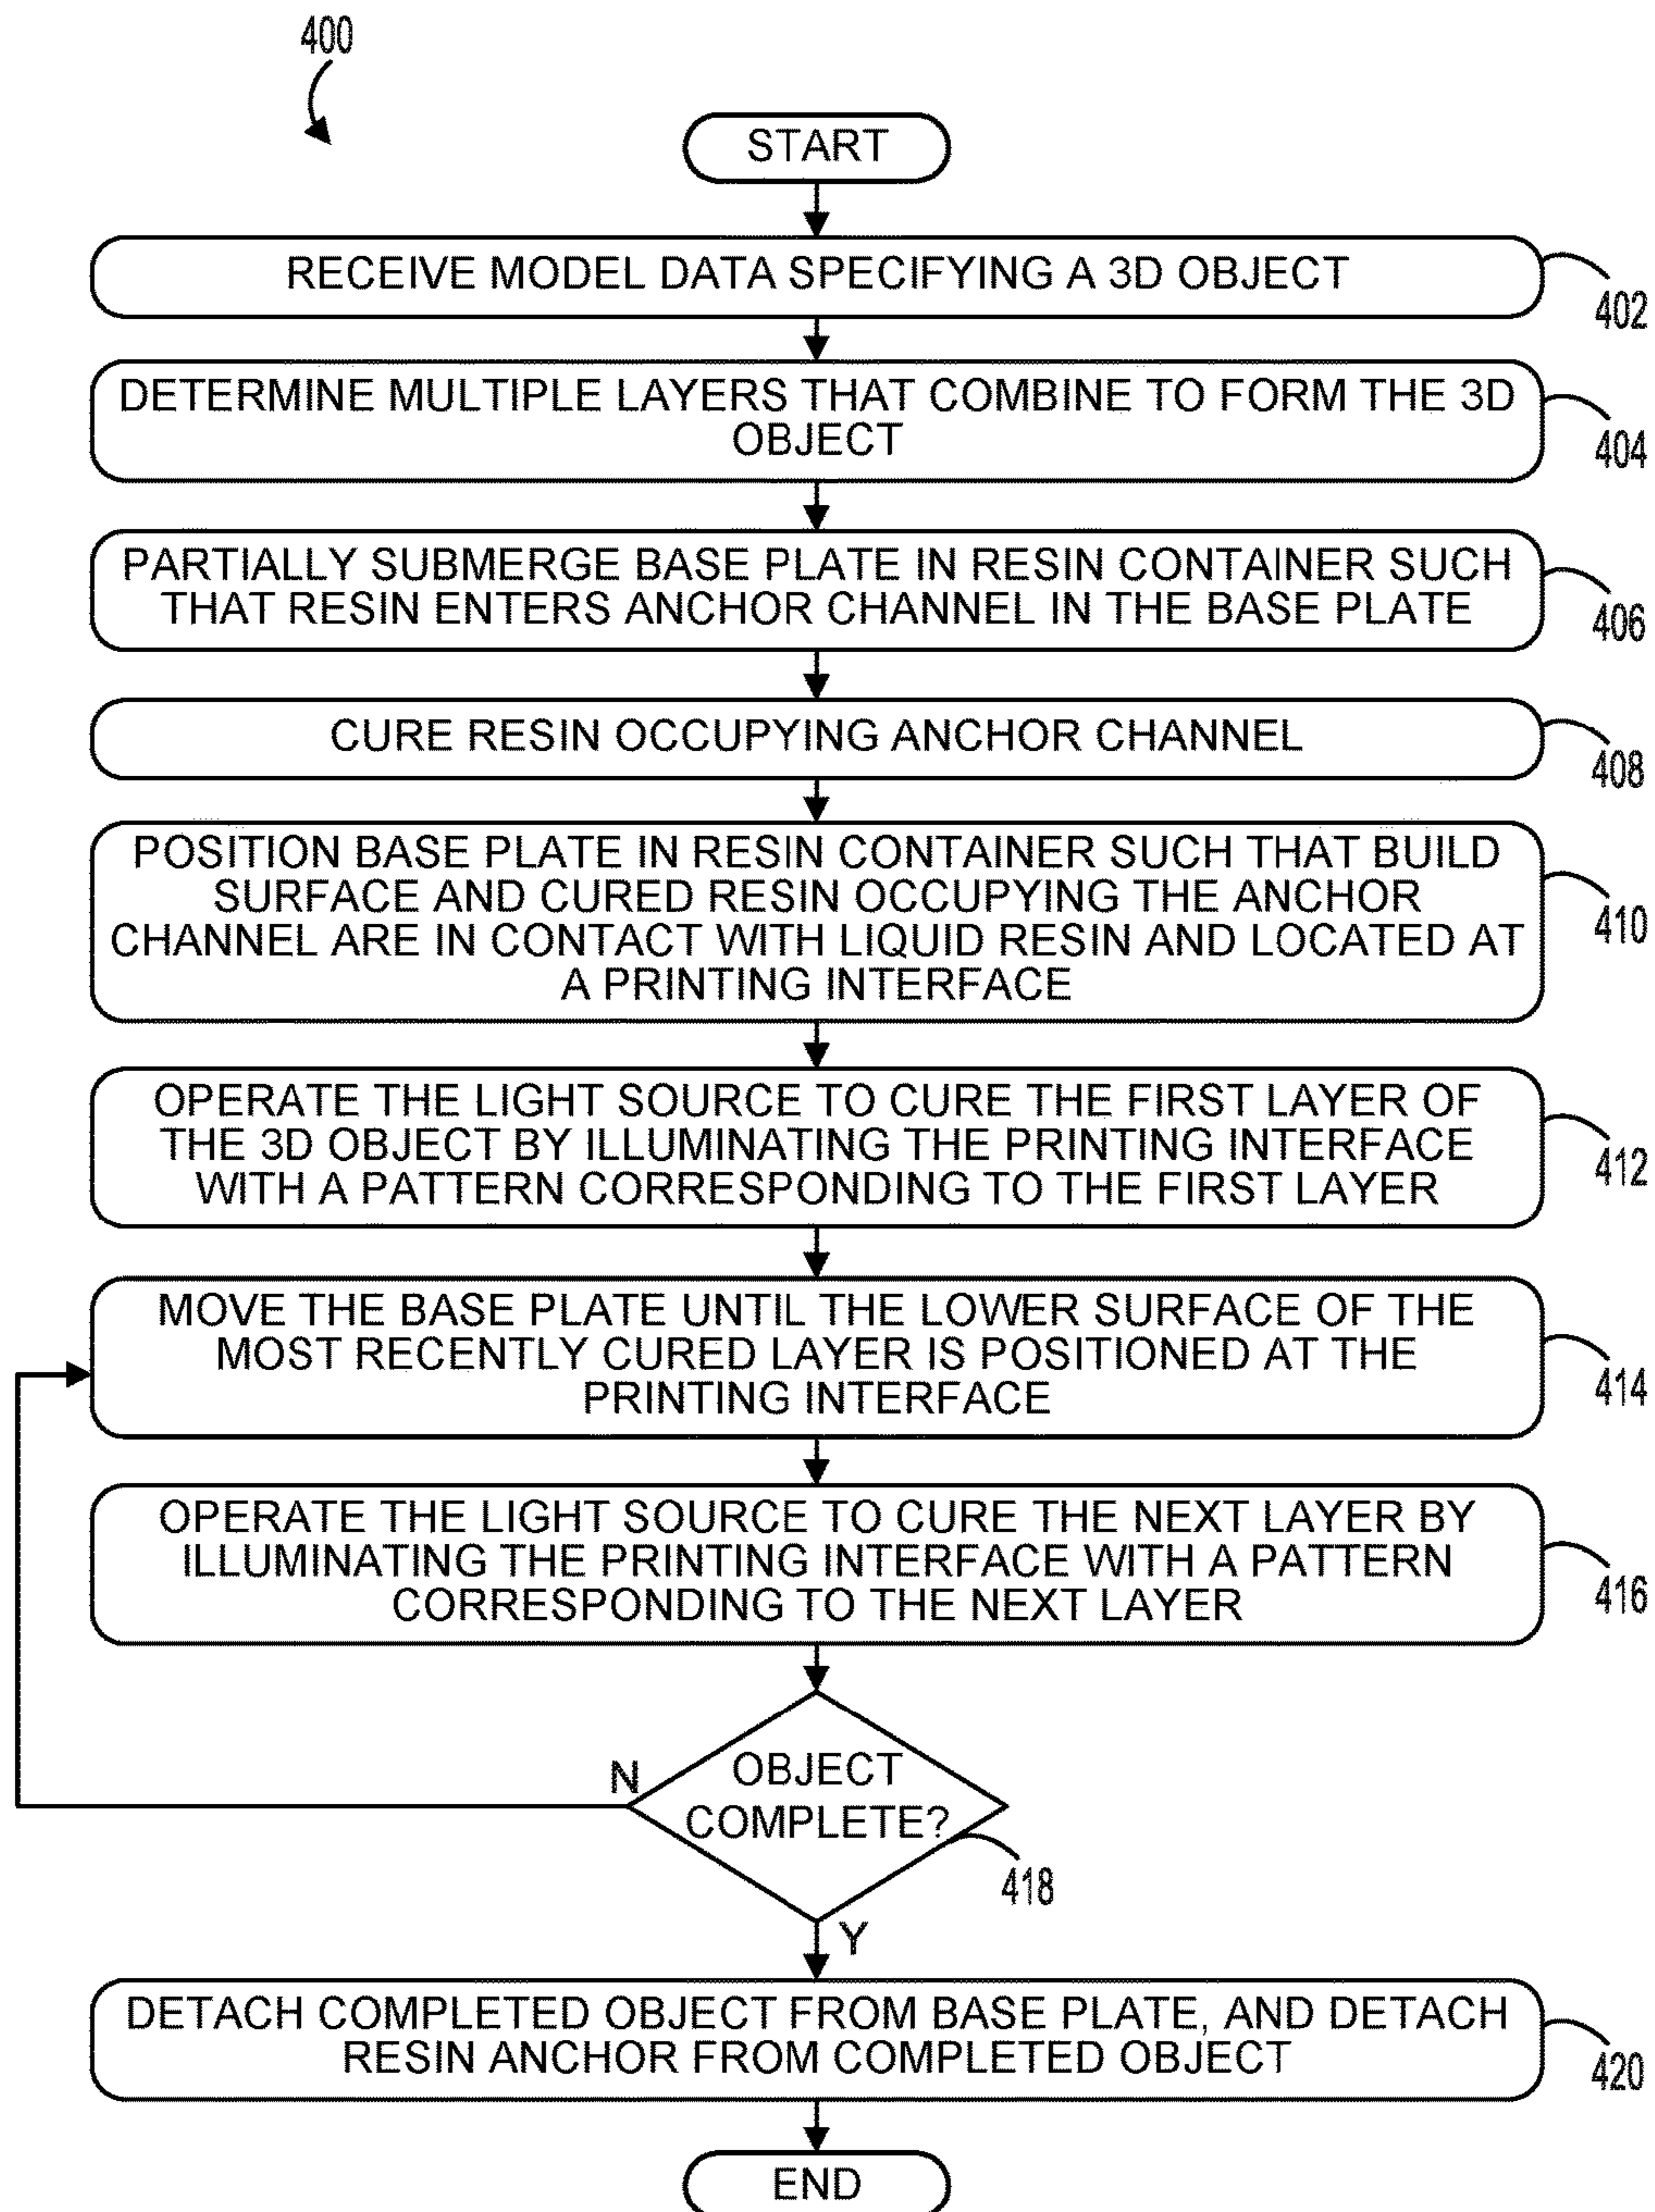 400
START
RECEIVE MODEL DATA SPECIFYING A 3D OBJECT
402
DETERMINE MULTIPLE LAYERS THAT COMBINE TO FORM THE 3D
OBJECT
404
PARTIALLY SUBMERGE BASE PLATE IN RESIN CONTAINER SUCH
THAT RESIN ENTERS ANCHOR CHANNEL IN THE BASE PLATE
406
CURE RESIN OCCUPYING ANCHOR CHANNEL
408
POSITION BASE PLATE IN RESIN CONTAINER SUCH THAT BUILD
SURFACE AND CURED RESIN OCCUPYING THE ANCHOR
CHANNEL ARE IN CONTACT WITH LIQUID RESIN AND LOCATED AT
A PRINTING INTERFACE
410
OPERATE THE LIGHT SOURCE TO CURE THE FIRST LAYER OF
THE 3D OBJECT BY ILLUMINATING THE PRINTING INTERFACE
WITH A PATTERN CORRESPONDING TO THE FIRST LAYER
412
MOVE THE BASE PLATE UNTIL THE LOWER SURFACE OF THE
MOST RECENTLY CURED LAYER IS POSITIONED AT THE
PRINTING INTERFACE
414
OPERATE THE LIGHT SOURCE TO CURE THE NEXT LAYER BY
ILLUMINATING THE PRINTING INTERFACE WITH A PATTERN
CORRESPONDING TO THE NEXT LAYER
416
N
OBJECT
COMPLETE?
418
Y
DETACH COMPLETED OBJECT FROM BASE PLATE, AND DETACH
RESIN ANCHOR FROM COMPLETED OBJECT
420
END